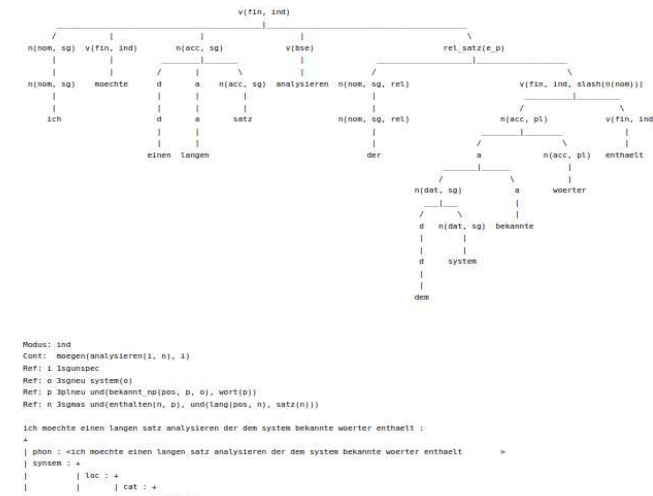 v(fin, ind)
n(nom, sg) v(fin, ind) n(acc, sg) v(bse) rel_satz(e_p)
n(nom, sg) moechte d a n(acc, sg) analysieren n(nom, sg, rel) v(fin, ind, slash(n(nom)))
ich d a satz n(nom, sg, rel) n(acc, pl) v(fin, ind
einen langen der a n(acc, pl) enthaelt
n(dat, sg) a woerter
d n(dat, sg) bekannte
d system
dem
Modus: ind
Cont: moegen(analysieren(i, n), i)
Ref: i 1sgunspec
Ref: o 3sgneu system(o)
Ref: p 3plneu und(bekannt_np(pos, p, o), wort(p))
Ref: n 3sgmas und(enthalten(n, p), und(lang(pos, n), satz(n)))
ich moechte einen langen satz analysieren der dem system bekannte woerter enthaelt :
+
| phon : <ich moechte einen langen satz analysieren der dem system bekannte woerter enthaelt >
| synsem : +
| | loc : +
| | | cat : +